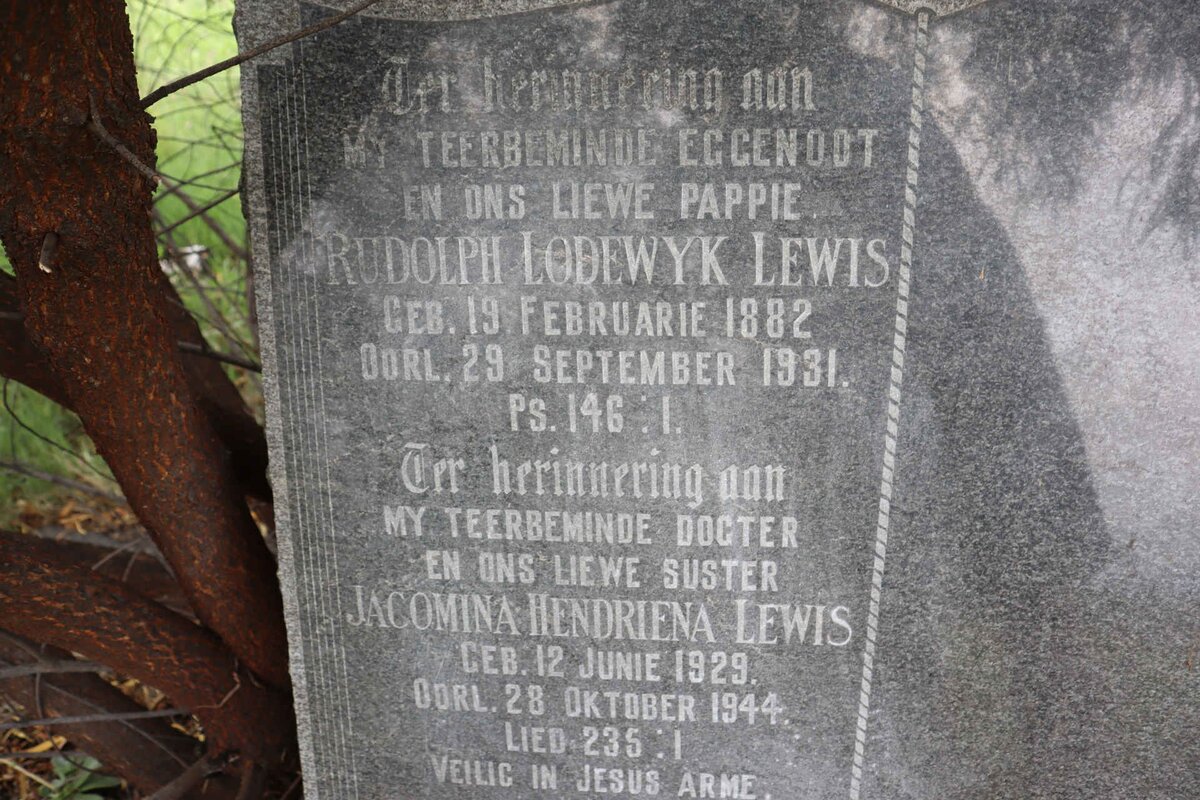 Ter herinnering aan
MY TEERBEMINDE EGGENOOT
EN ONS LIEWE PAPPIE
RUDOLPH LODEWYK LEWIS
GEB. 19 FEBRUARIE 1882
OORL. 29 SEPTEMBER 1931.
PS. 146 : 1.
Ter herinnering aan
MY TEERBEMINDE DOGTER
EN ONS LIEWE SUSTER
JACOMINA HENDRIENA LEWIS
GEB. 12 JUNIE 1929.
OORL. 28 OKTOBER 1944.
LIED 235 : 1
VEILIG IN JESUS ARME.